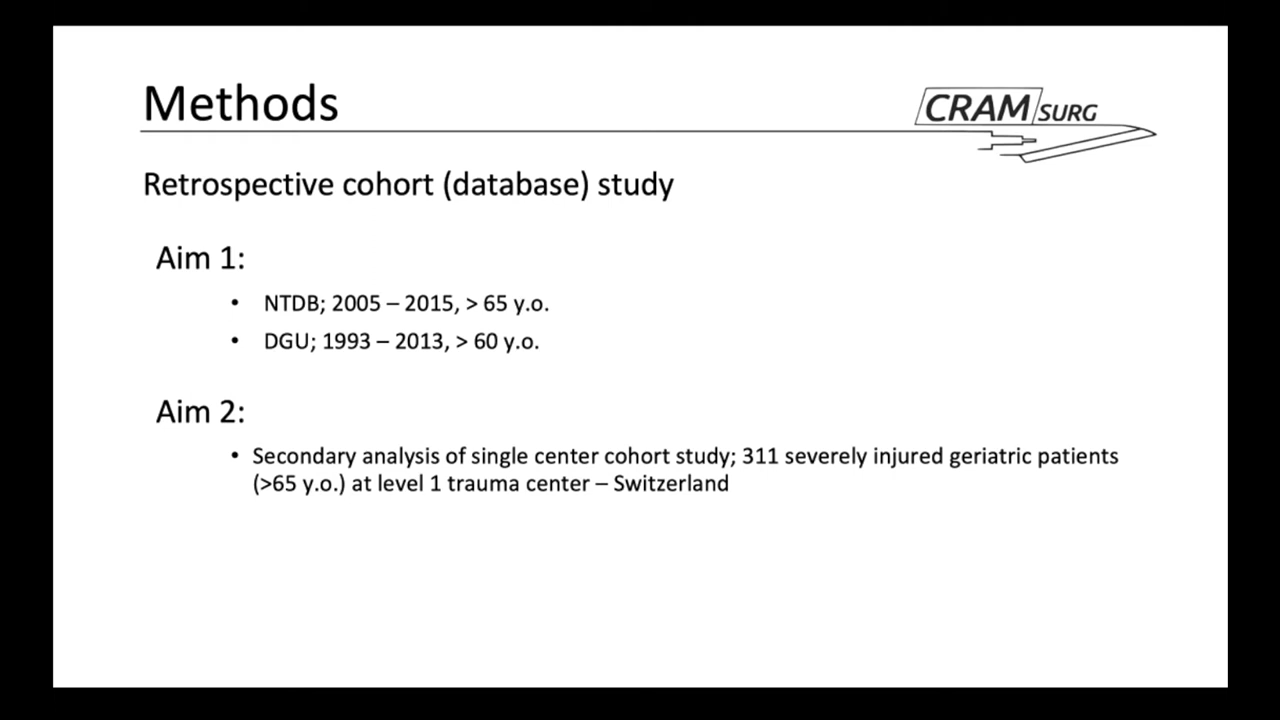 Methods
CRAM SURG
Retrospective cohort (database) study
Aim 1:
• NTDB; 2005 – 2015, > 65 y.o.
• DGU; 1993 – 2013, > 60 y.o.
Aim 2:
• Secondary analysis of single center cohort study; 311 severely injured geriatric patients
(>65 y.o.) at level 1 trauma center – Switzerland